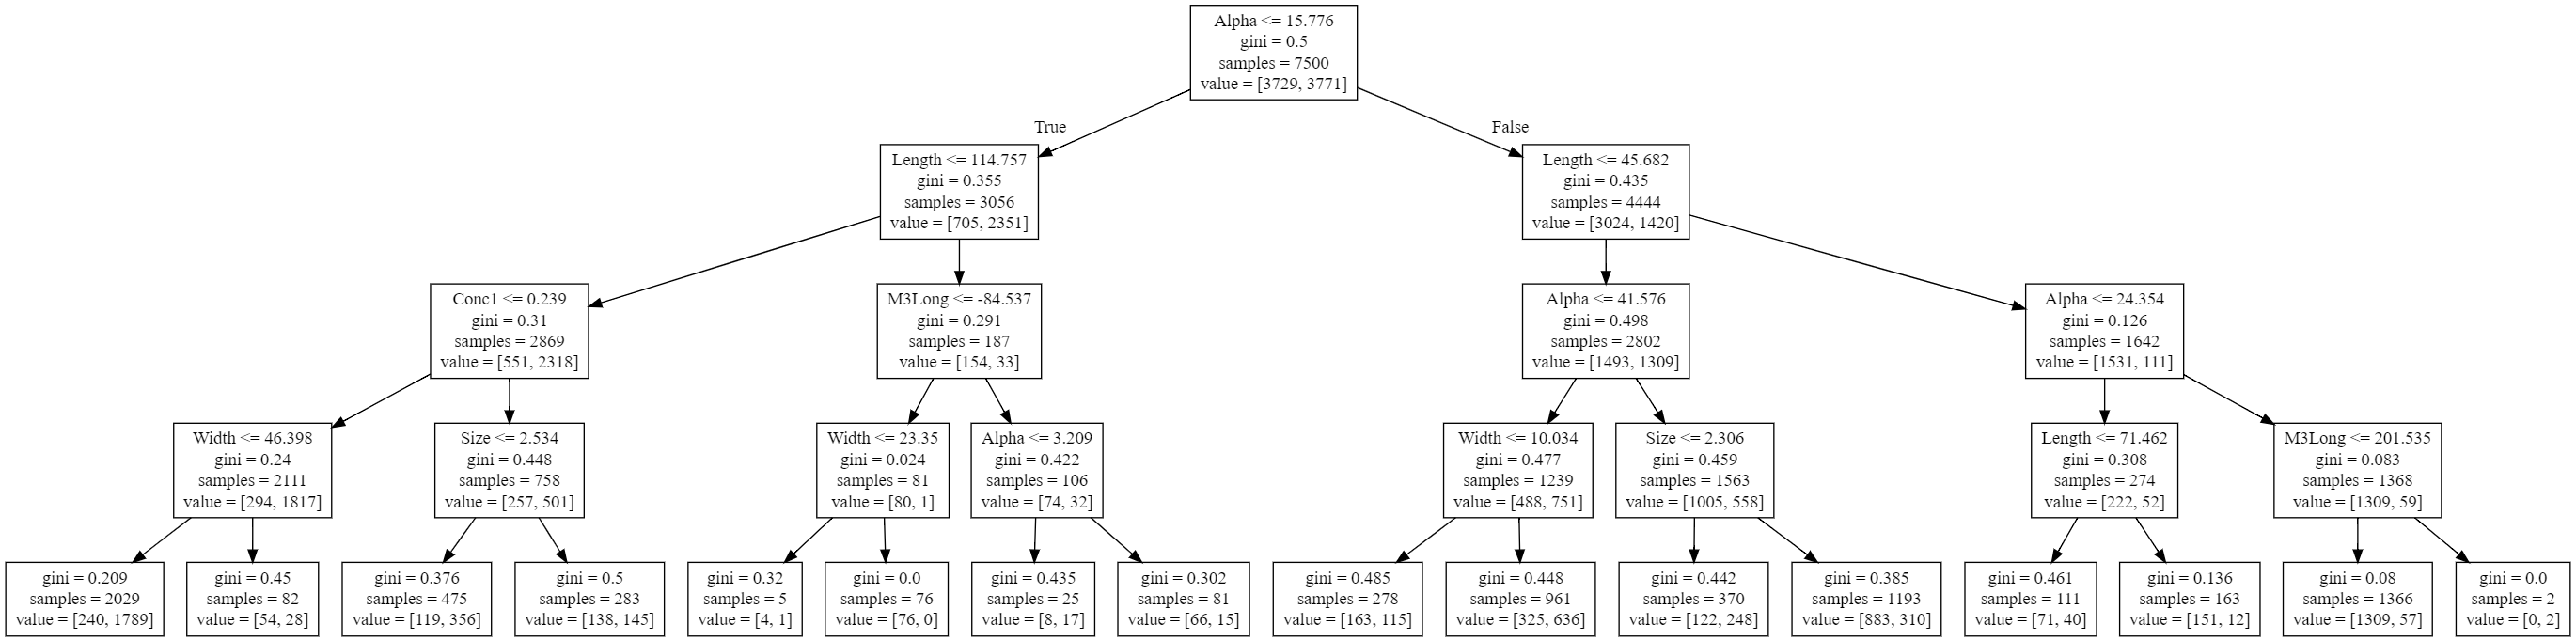 Alpha <= 15.776
gini = 0.5
samples = 7500
value = [3729, 3771]
True
False
Length <= 114.757
gini = 0.355
samples = 3056
value = [705, 2351]
Length <= 45.682
gini = 0.435
samples = 4444
value = [3024, 1420]
Conc1 <= 0.239
gini = 0.31
samples = 2869
value = [551, 2318]
M3Long <= -84.537
gini = 0.291
samples = 187
value = [154, 33]
Alpha <= 41.576
gini = 0.498
samples = 2802
value = [1493, 1309]
Alpha <= 24.354
gini = 0.126
samples = 1642
value = [1531, 111]
Width <= 46.398
gini = 0.24
samples = 2111
value = [294, 1817]
Size <= 2.534
gini = 0.448
samples = 758
value = [257, 501]
Width <= 23.35
gini = 0.024
samples = 81
value = [80, 1]
Alpha <= 3.209
gini = 0.422
samples = 106
value = [74, 32]
Width <= 10.034
gini = 0.477
samples = 1239
value = [488, 751]
Size <= 2.306
gini = 0.459
samples = 1563
value = [1005, 558]
Length <= 71.462
gini = 0.308
samples = 274
value = [222, 52]
M3Long <= 201.535
gini = 0.083
samples = 1368
value = [1309, 59]
gini = 0.209
samples = 2029
value = [240, 1789]
gini = 0.45
samples = 82
value = [54, 28]
gini = 0.376
samples = 475
value = [119, 356]
gini = 0.5
samples = 283
value = [138, 145]
gini = 0.32
samples = 5
value = [4, 1]
gini = 0.0
samples = 76
value = [76, 0]
gini = 0.435
samples = 25
value = [8, 17]
gini = 0.302
samples = 81
value = [66, 15]
gini = 0.485
samples = 278
value = [163, 115]
gini = 0.448
samples = 961
value = [325, 636]
gini = 0.442
samples = 370
value = [122, 248]
gini = 0.385
samples = 1193
value = [883, 310]
gini = 0.461
samples = 111
value = [71, 40]
gini = 0.136
samples = 163
value = [151, 12]
gini = 0.08
samples = 1366
value = [1309, 57]
gini = 0.0
samples = 2
value = [0, 2]